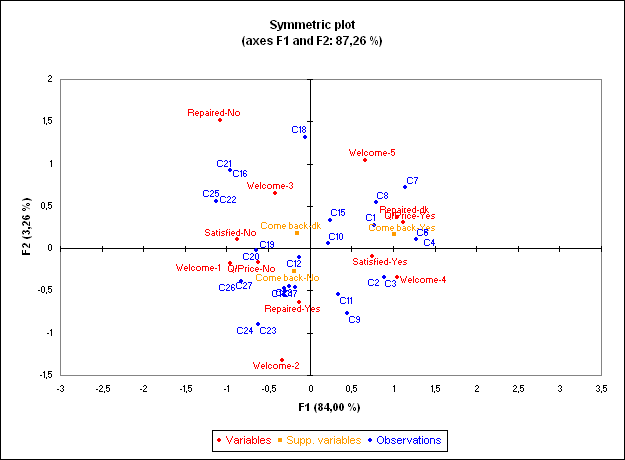 Symmetric plot
(axes F1 and F2: 87,26 %)
2
Repaired-No
1,5
C18
Welcome-5
1
C21
C16
C7
Welcome-3
C8
C25
C22
0,5
C15
C1
Repaired-dk
Q/Price-Yes
Come back-dk
Come back-Yes
Satisfied-No
C6
C19
C10
C4
0
C20
C12
Satisfied-Yes
Welcome-1
Q/Price-No
Come back-No
C26
C27
C2
C3
Welcome-4
-0,5
C11
Repaired-Yes
C9
C24
C23
-1
Welcome-2
-1,5
-3
-2,5
-2
-1,5
-1
-0,5
0
0,5
1
1,5
2
2,5
3
3,5
F2 (3,26 %)
F1 (84,00 %)
Variables
Supp. variables
Observations